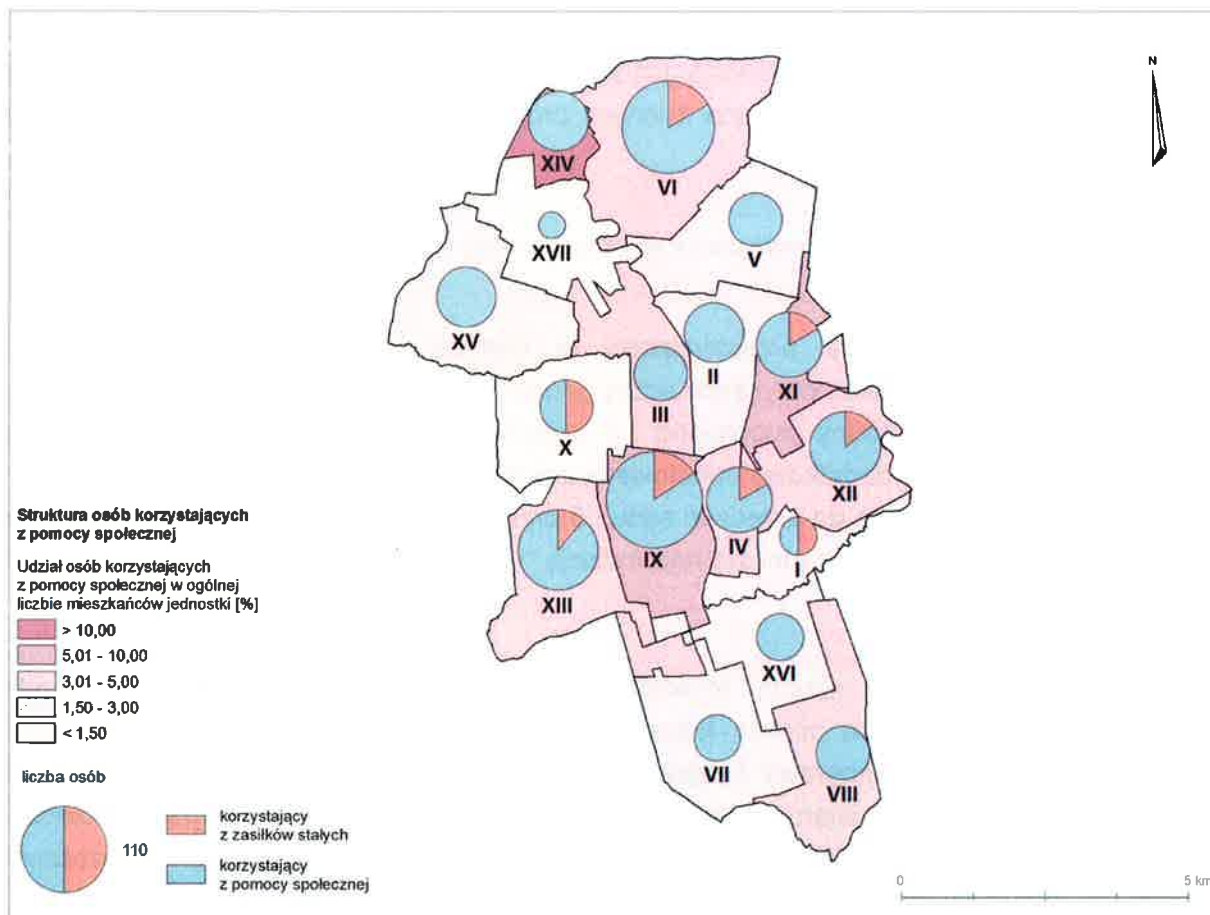 N
XIV
VI
XVII
V
XV
II
III
XI
X
XII
IX
IV
I
XIII
XVI
VII
VIII
Struktura osób korzystających
z pomocy społecznej
Udział osób korzystających
z pomocy społecznej w ogólnej
liczbie mieszkańców jednostki [%]
> 10,00
5,01 - 10,00
3,01 - 5,00
1,50 - 3,00
< 1,50
liczba osób
110
korzystający
z zasiłków stałych
korzystający
z pomocy społecznej
0 5 km